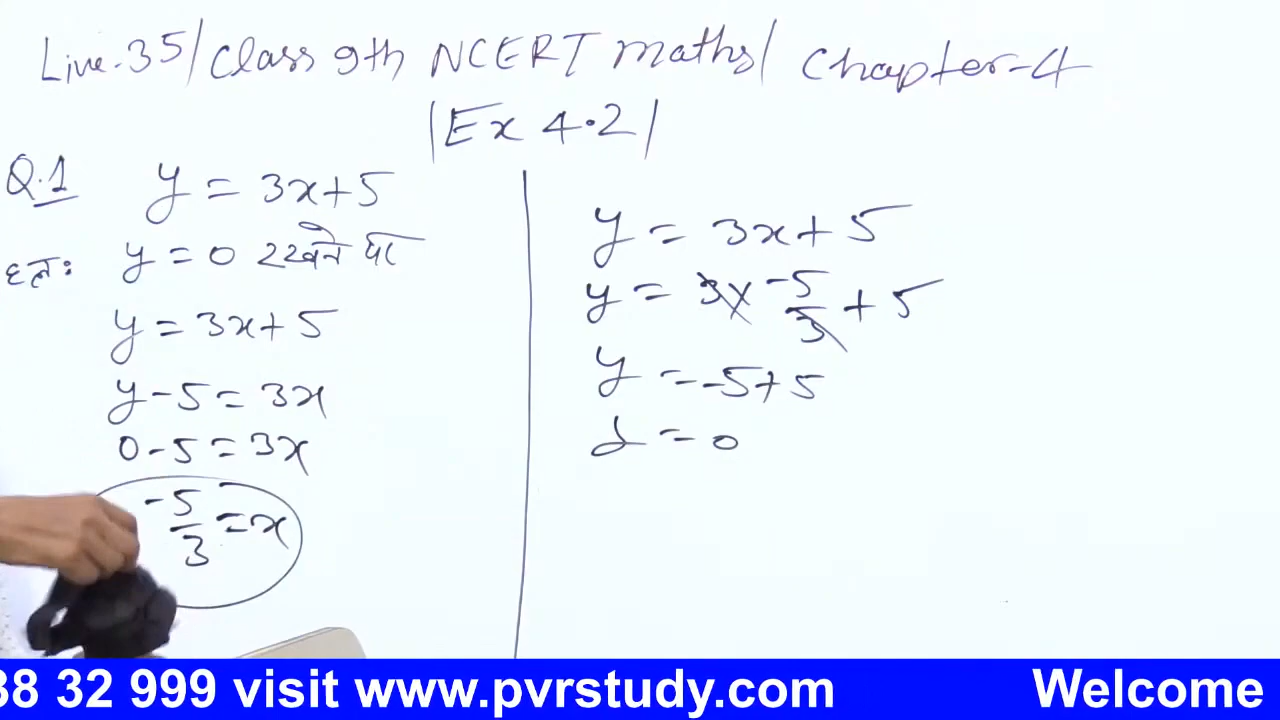 Live-35/Class 9th NCERT maths/ Chapter-4
|Ex 4.2|
Q.1 y = 3x+5
हल: y = 0 रखने पर
y = 3x+5
y-5 = 3x
0-5 = 3x
-5/3 = x
y = 3x+5
y = 3x -5/3 + 5
y = -5+5
y = 0
38 32 999 visit www.pvrstudy.com Welcome